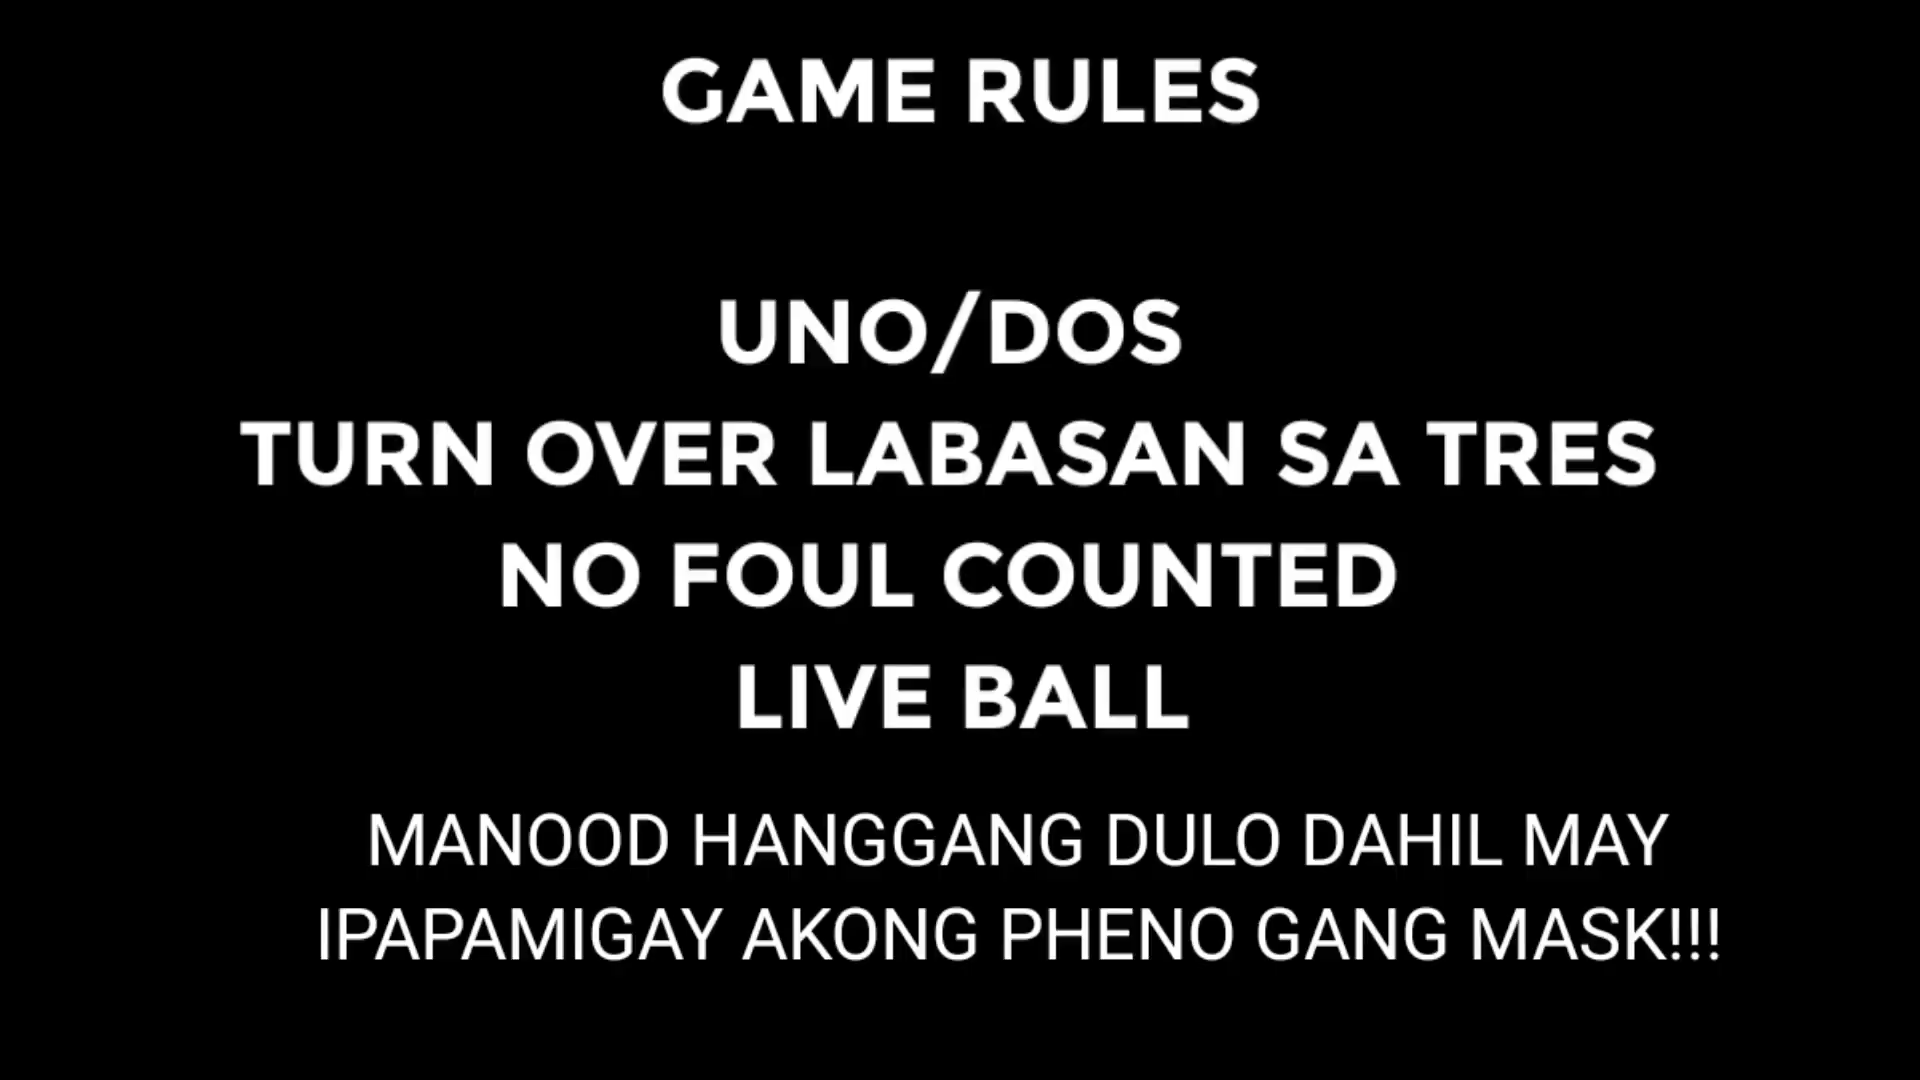 GAME RULES
UNO/DOS
TURN OVER LABASAN SA TRES
NO FOUL COUNTED
LIVE BALL
MANOOD HANGGANG DULO DAHIL MAY
IPAPAMIGAY AKONG PHENO GANG MASK!!!